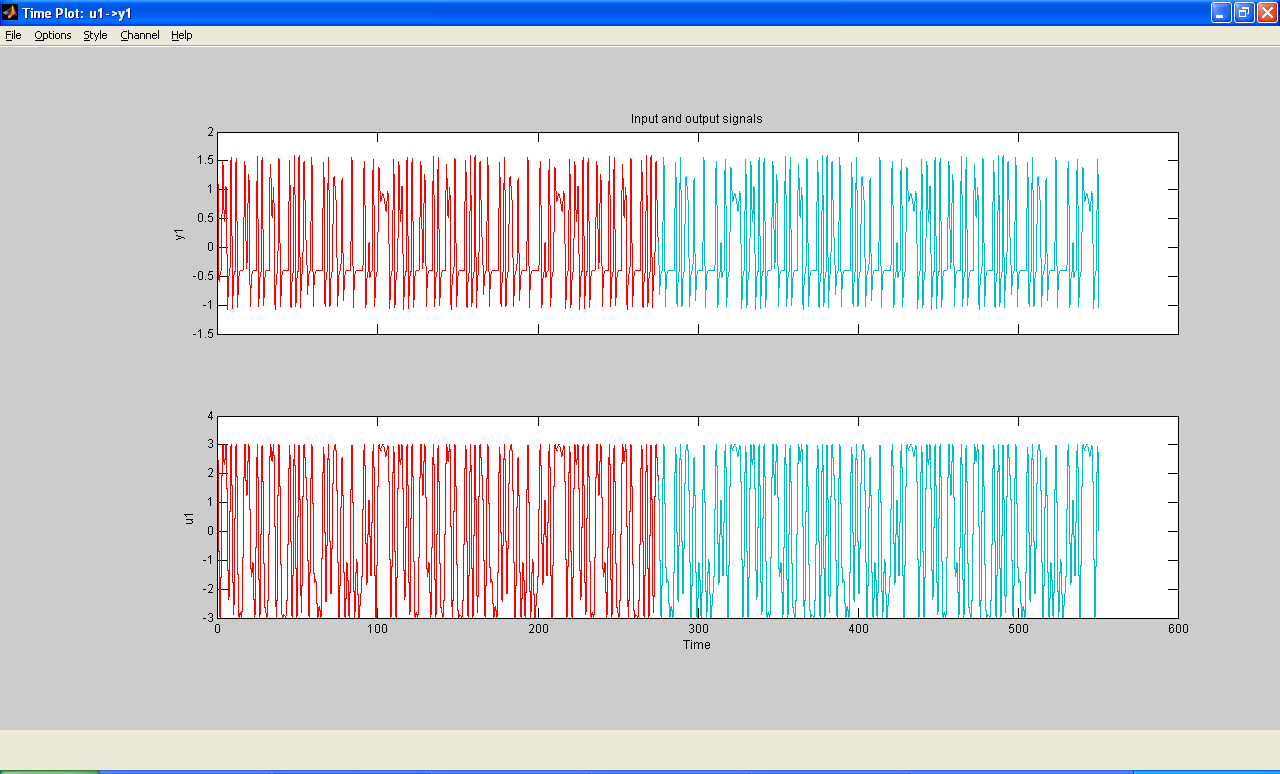 Time Plot: u1->y1
File Options Style Channel Help
Input and output signals
2
1.5
1
0.5
0
-0.5
-1
-1.5
y1
4
3
2
1
0
-1
-2
-3
u1
0 100 200 300 400 500 600
Time